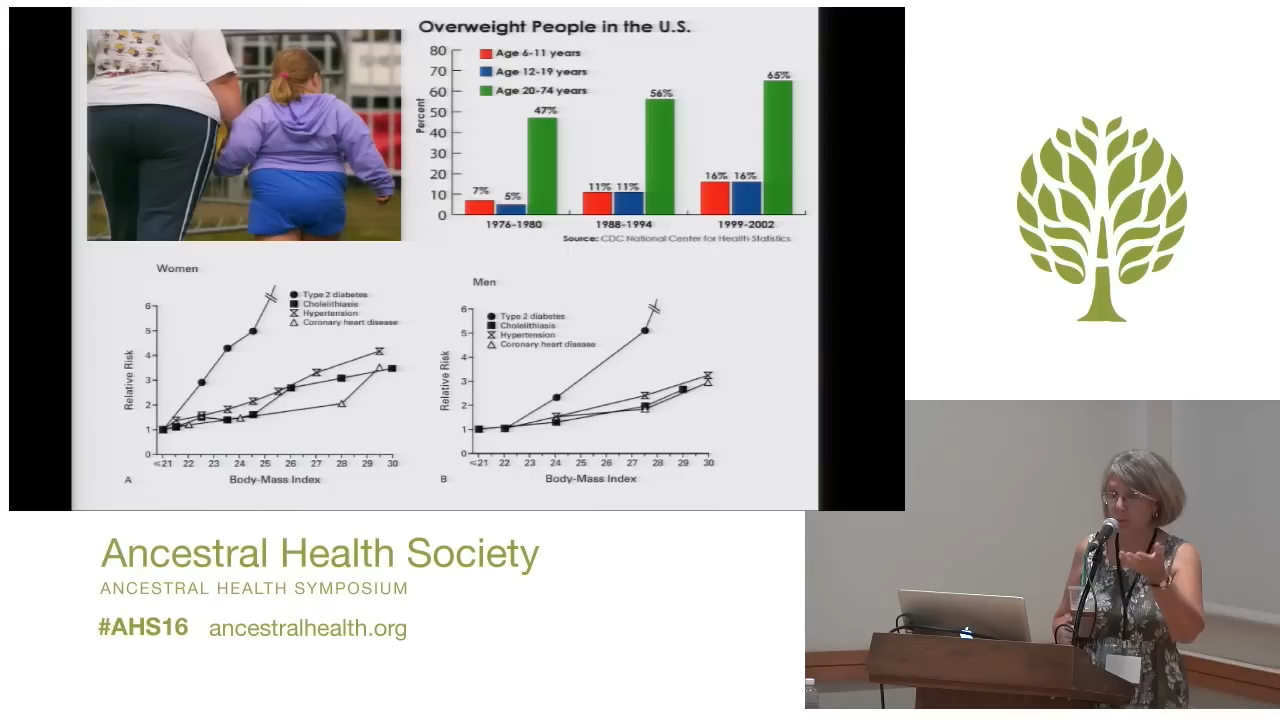 Overweight People in the U.S.
80
70
60
50
40
30
20
10
0
Percent
Age 6-11 years
Age 12-19 years
Age 20-74 years
7%
5%
47%
11%
11%
56%
16%
16%
65%
1976-1980
1988-1994
1999-2002
Source: CDC National Center for Health Statistics
Women
Type 2 diabetes
Cholelithiasis
Hypertension
Coronary heart disease
Relative Risk
6
5
4
3
2
1
0
<21
22
23
24
25
26
27
28
29
30
A
Body-Mass Index
Men
Type 2 diabetes
Cholelithiasis
Hypertension
Coronary heart disease
Relative Risk
6
5
4
3
2
1
0
<21
22
23
24
25
26
27
28
29
30
B
Body-Mass Index
Ancestral Health Society
ANCESTRAL HEALTH SYMPOSIUM
#AHS16 ancestralhealth.org